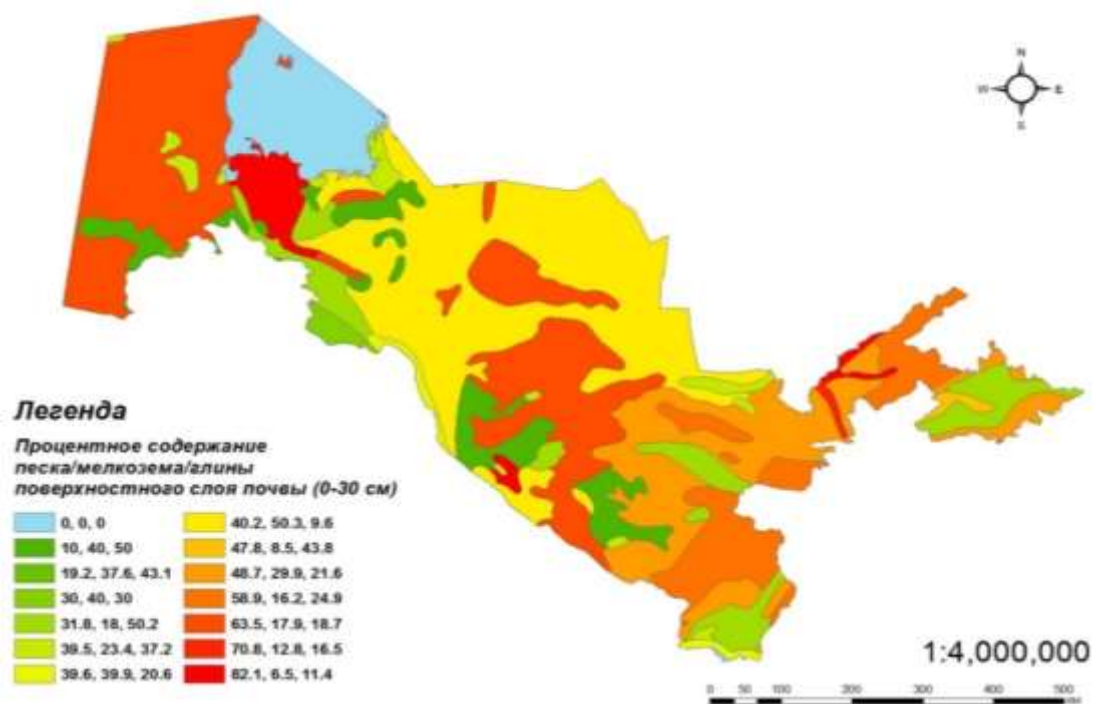 N
W E
S
Легенда
Процентное содержание
песка/мелкозема/глины
поверхностного слоя почвы (0-30 см)
0, 0, 0
10, 40, 50
19.2, 37.6, 43.1
30, 40, 30
31.8, 18, 50.2
39.5, 23.4, 37.2
39.6, 39.9, 20.6
40.2, 50.3, 9.6
47.8, 8.5, 43.8
48.7, 29.9, 21.6
58.9, 16.2, 24.9
63.5, 17.9, 18.7
70.8, 12.8, 16.5
82.1, 6.5, 11.4
1:4,000,000
0 50 100 200 300 400 500